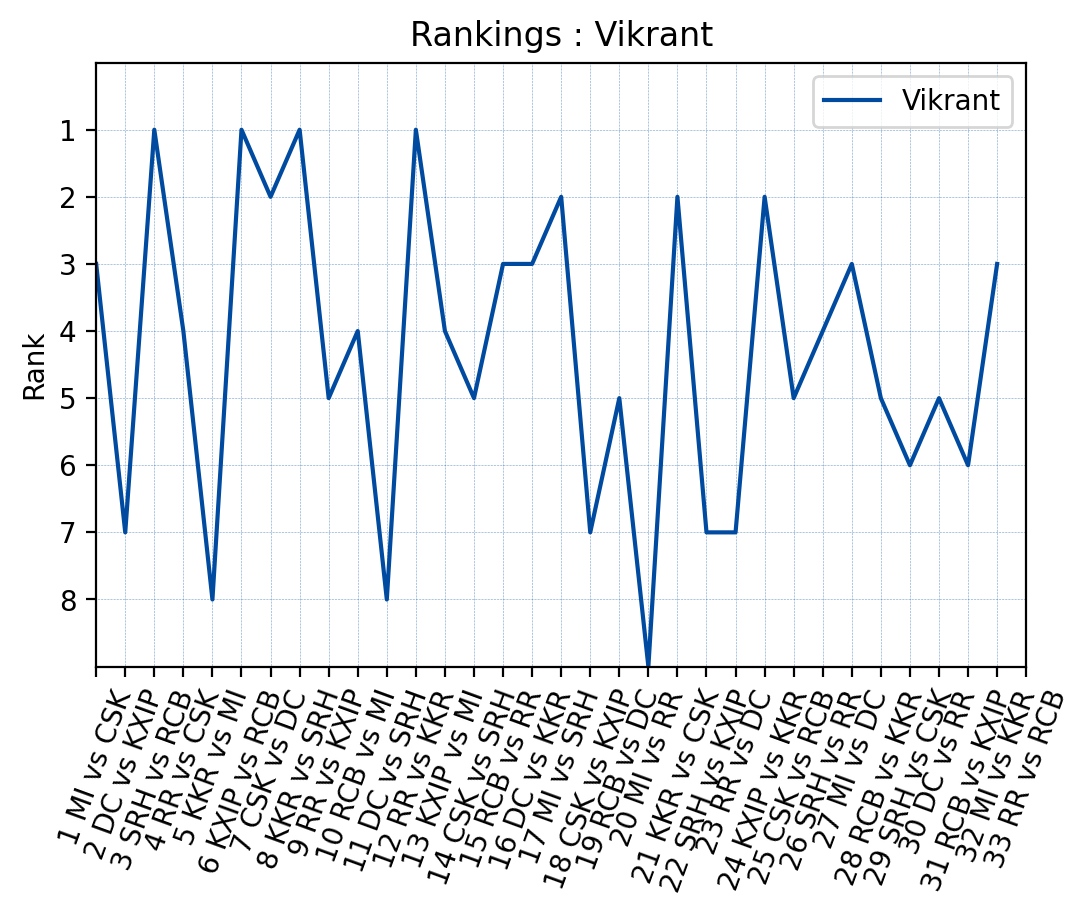 Rankings : Vikrant
Vikrant
Rank
1
2
3
4
5
6
7
8
1 MI vs CSK
2 DC vs KXIP
3 SRH vs RCB
4 RR vs CSK
5 KKR vs MI
6 KXIP vs RCB
7 CSK vs DC
8 KKR vs SRH
9 RR vs KXIP
10 RCB vs MI
11 DC vs SRH
12 RR vs KKR
13 KXIP vs MI
14 CSK vs SRH
15 RCB vs RR
16 DC vs KKR
17 MI vs SRH
18 CSK vs KXIP
19 RCB vs DC
20 MI vs RR
21 KKR vs CSK
22 SRH vs KXIP
23 RR vs DC
24 KXIP vs KKR
25 CSK vs RCB
26 SRH vs RR
27 MI vs DC
28 RCB vs KKR
29 SRH vs CSK
30 DC vs RR
31 RCB vs KXIP
32 MI vs KKR
33 RR vs RCB